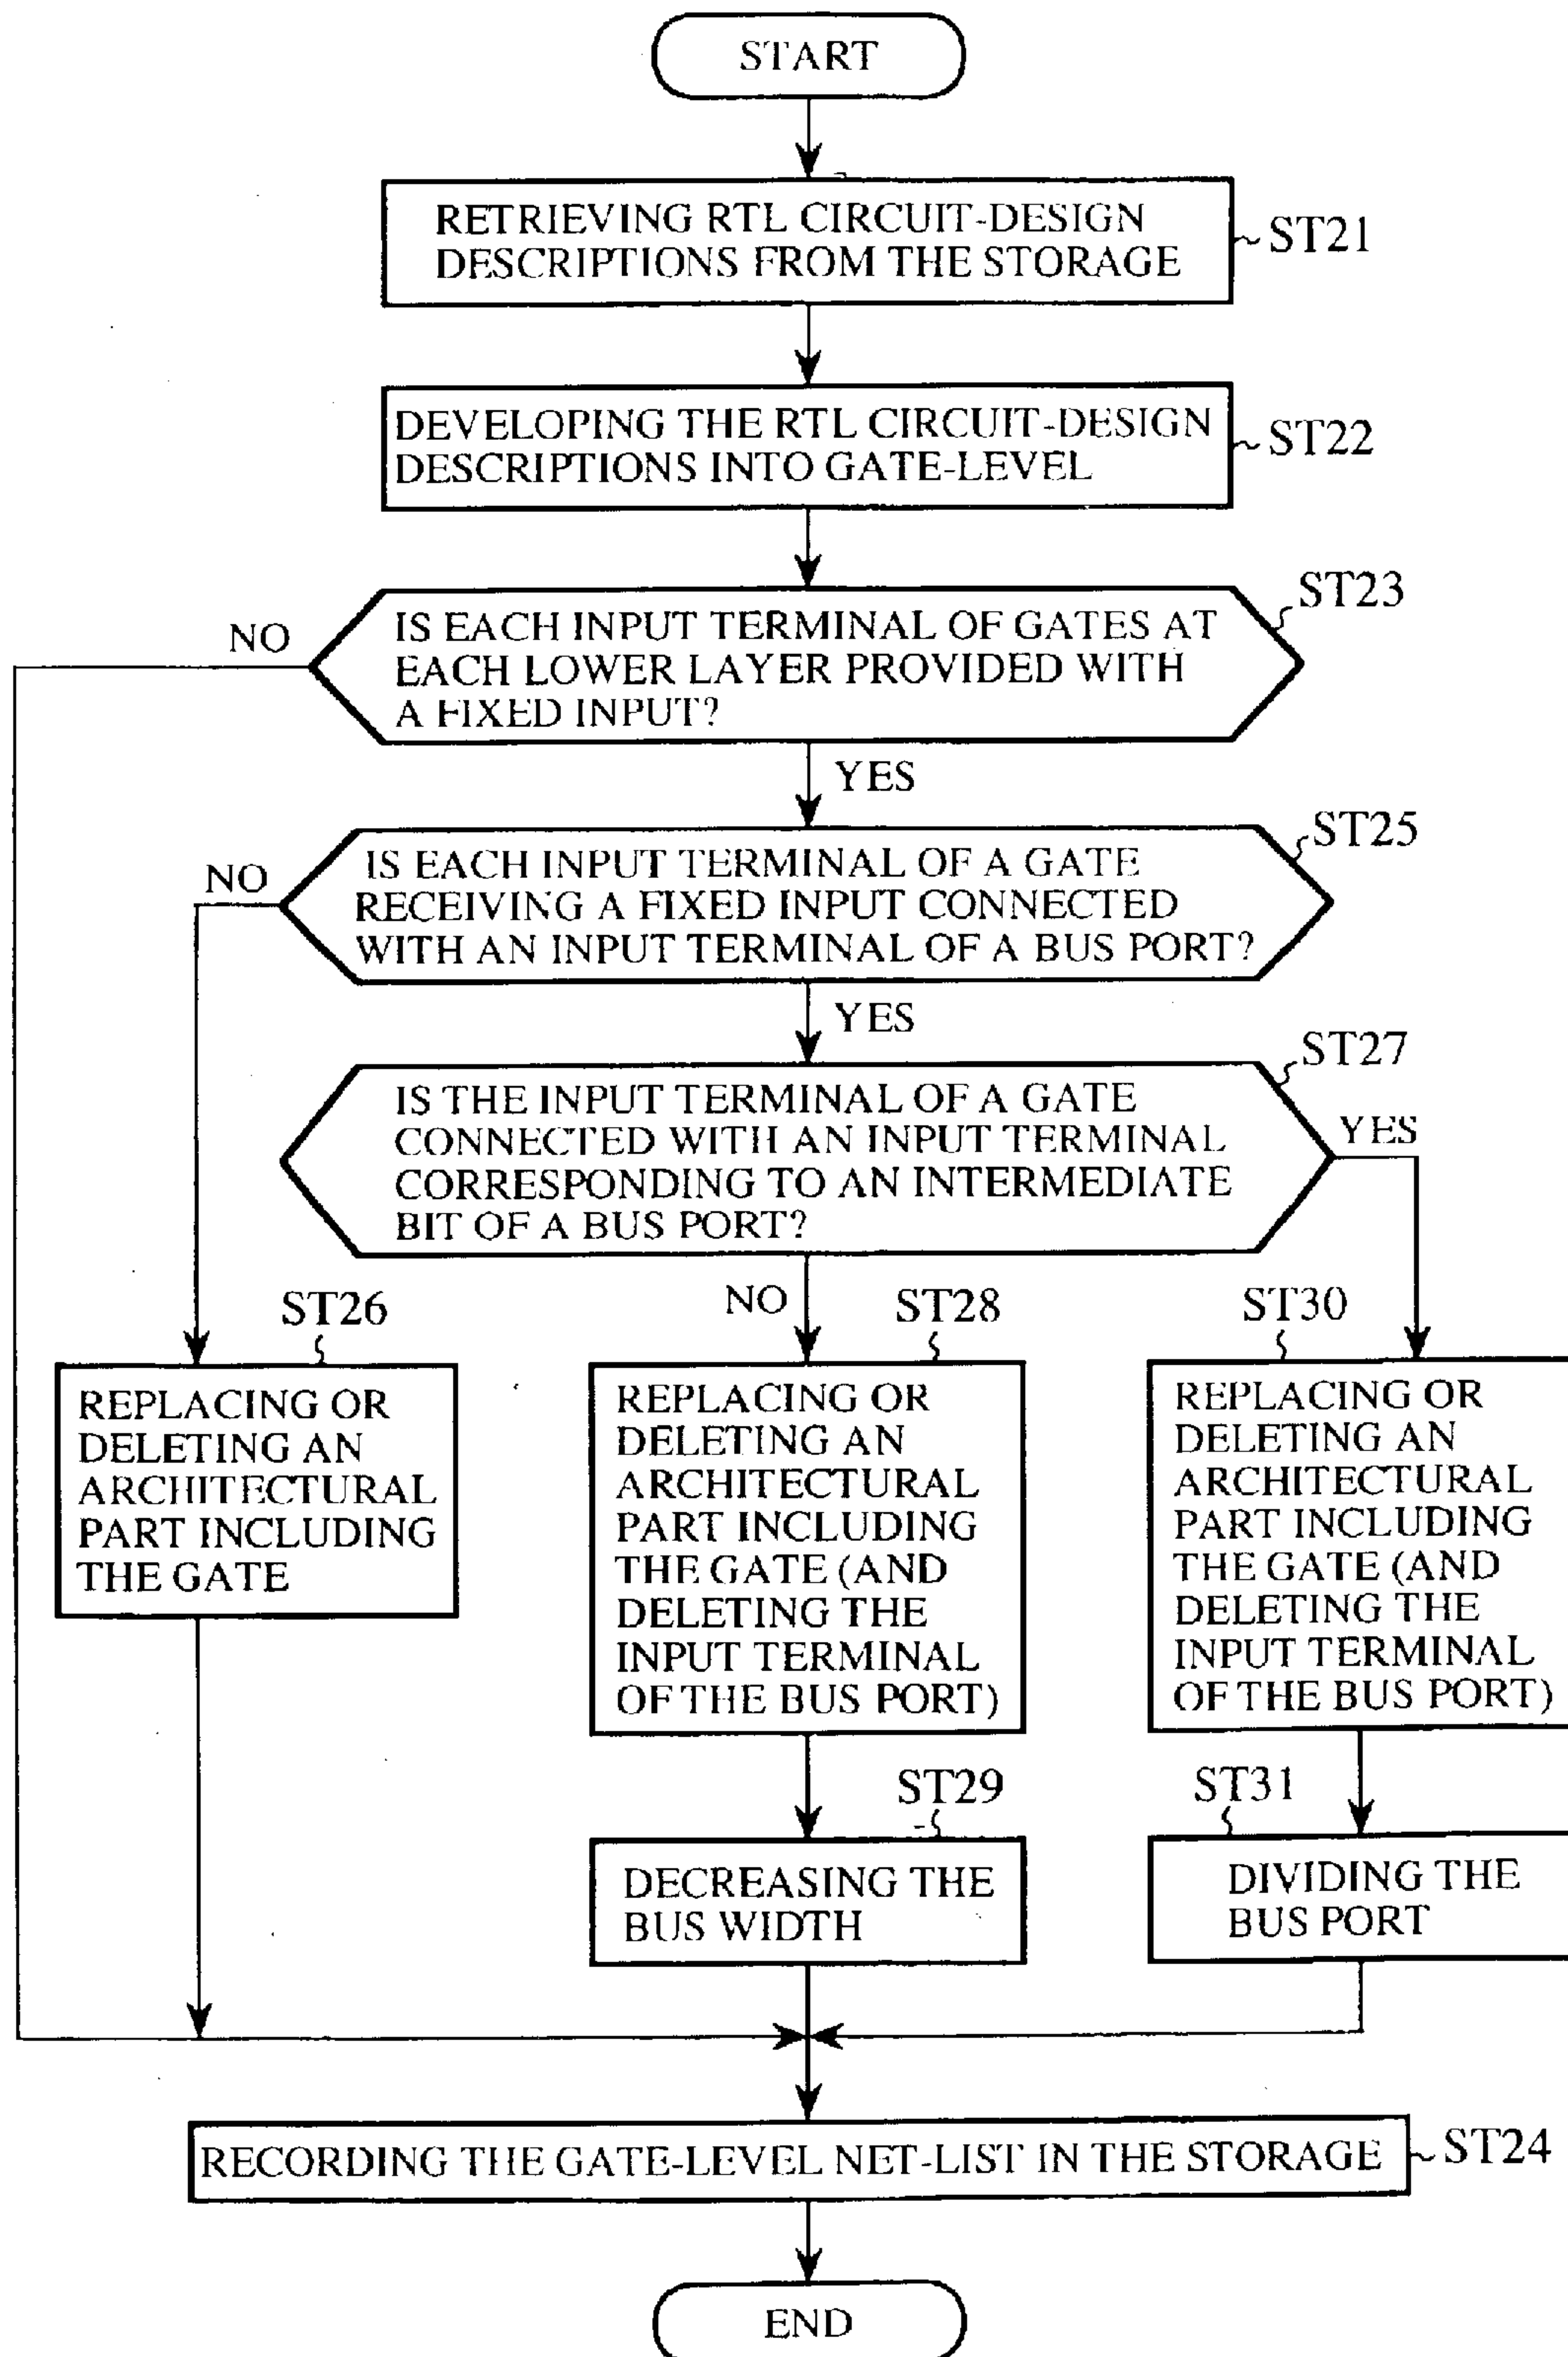 START
RETRIEVING RTL CIRCUIT-DESIGN
DESCRIPTIONS FROM THE STORAGE
ST21
DEVELOPING THE RTL CIRCUIT-DESIGN
DESCRIPTIONS INTO GATE-LEVEL
ST22
ST23
NO
IS EACH INPUT TERMINAL OF GATES AT
EACH LOWER LAYER PROVIDED WITH
A FIXED INPUT?
YES
ST25
NO
IS EACH INPUT TERMINAL OF A GATE
RECEIVING A FIXED INPUT CONNECTED
WITH AN INPUT TERMINAL OF A BUS PORT?
YES
ST27
IS THE INPUT TERMINAL OF A GATE
CONNECTED WITH AN INPUT TERMINAL
CORRESPONDING TO AN INTERMEDIATE
BIT OF A BUS PORT?
YES
NO
ST26
REPLACING OR
DELETING AN
ARCHITECTURAL
PART INCLUDING
THE GATE
ST28
REPLACING OR
DELETING AN
ARCHITECTURAL
PART INCLUDING
THE GATE (AND
DELETING THE
INPUT TERMINAL
OF THE BUS PORT)
ST30
REPLACING OR
DELETING AN
ARCHITECTURAL
PART INCLUDING
THE GATE (AND
DELETING THE
INPUT TERMINAL
OF THE BUS PORT)
ST29
DECREASING THE
BUS WIDTH
ST31
DIVIDING THE
BUS PORT
RECORDING THE GATE-LEVEL NET-LIST IN THE STORAGE
ST24
END